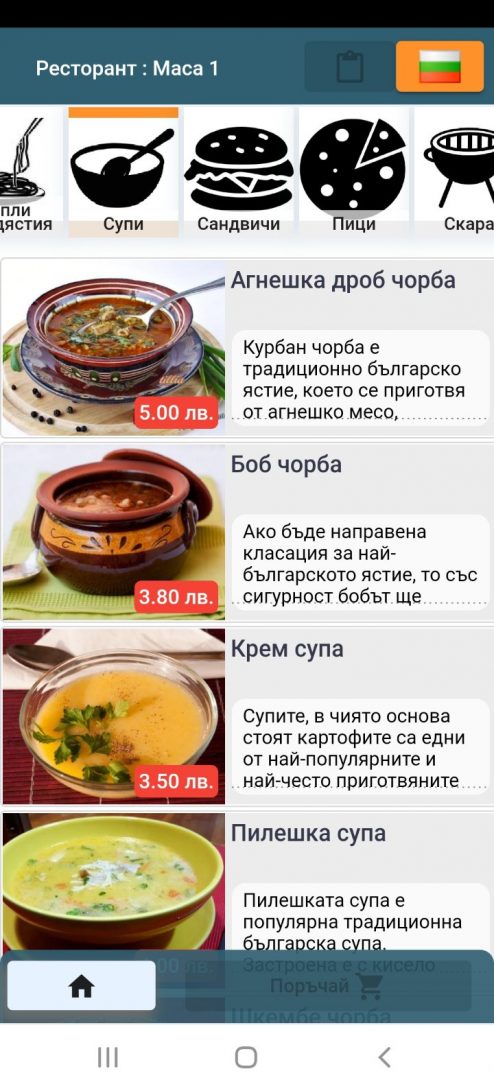 Ресторант : Маса 1
пли
дястия
Супи
Сандвичи
Пици
Скара
Агнешка дроб чорба
Курбан чорба е
традиционно българско
ястие, което се приготвя
от агнешко месо,
5.00 лв.
Боб чорба
Ако бъде направена
класация за най-
българското ястие, то със
сигурност бобът ще
3.80 лв.
Крем супа
Супите, в чиято основа
стоят картофите са едни
от най-популярните и
най-често приготвяните
3.50 лв.
Пилешка супа
Пилешката супа е
популярна традиционна
българска супа.
Застроена е с кисело
00 лв.
Поръчай
Шкембе чорба